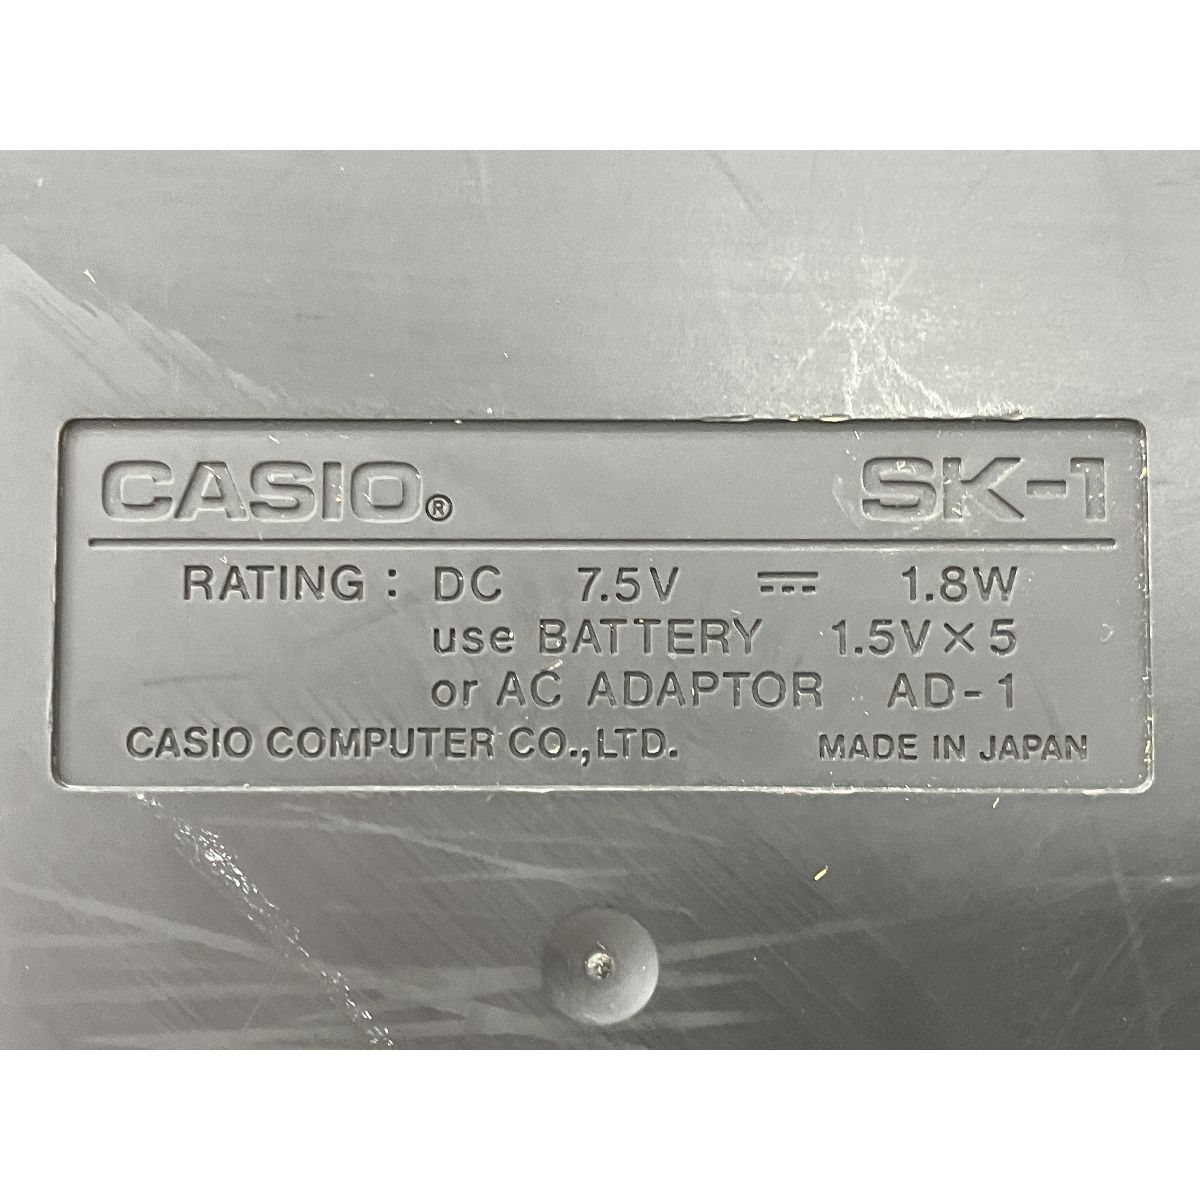 CASIO® SK-1
RATING : DC 7.5V ⎓ 1.8W
use BATTERY 1.5V×5
or AC ADAPTOR AD-1
CASIO COMPUTER CO.,LTD. MADE IN JAPAN